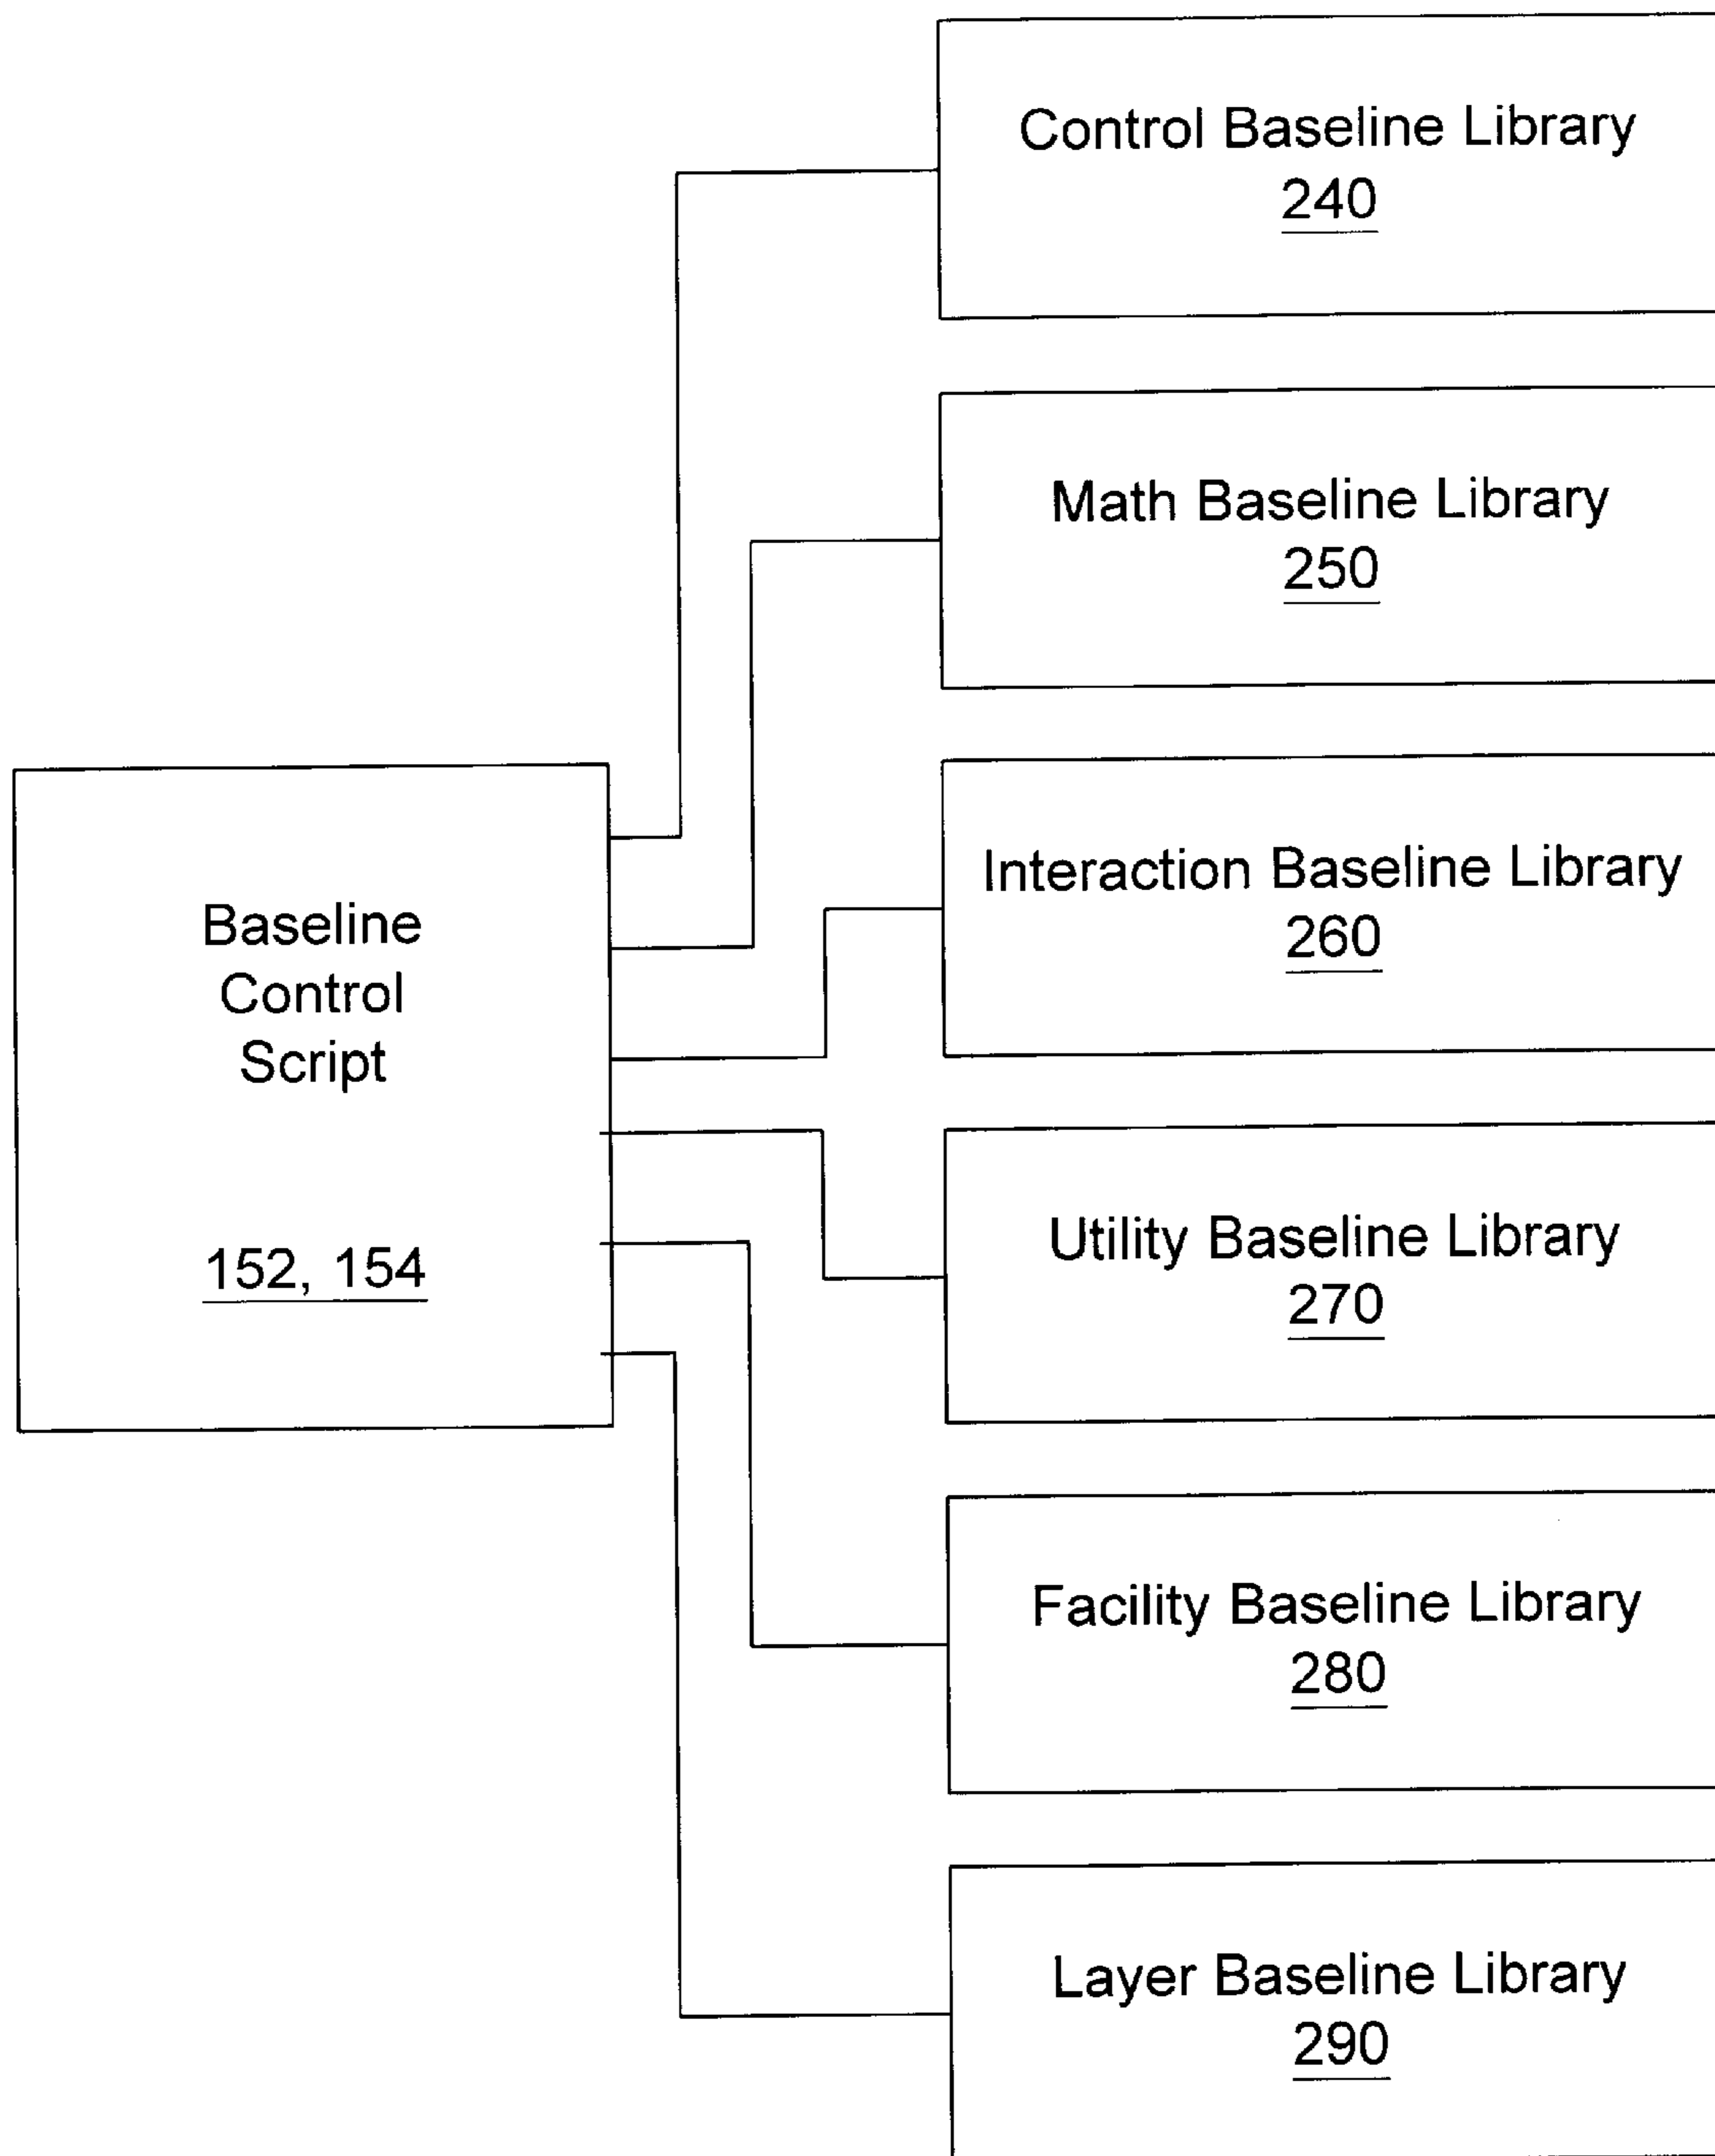 Control Baseline Library
240
Math Baseline Library
250
Interaction Baseline Library
260
Baseline
Control
Script
152, 154
Utility Baseline Library
270
Facility Baseline Library
280
Layer Baseline Library
290